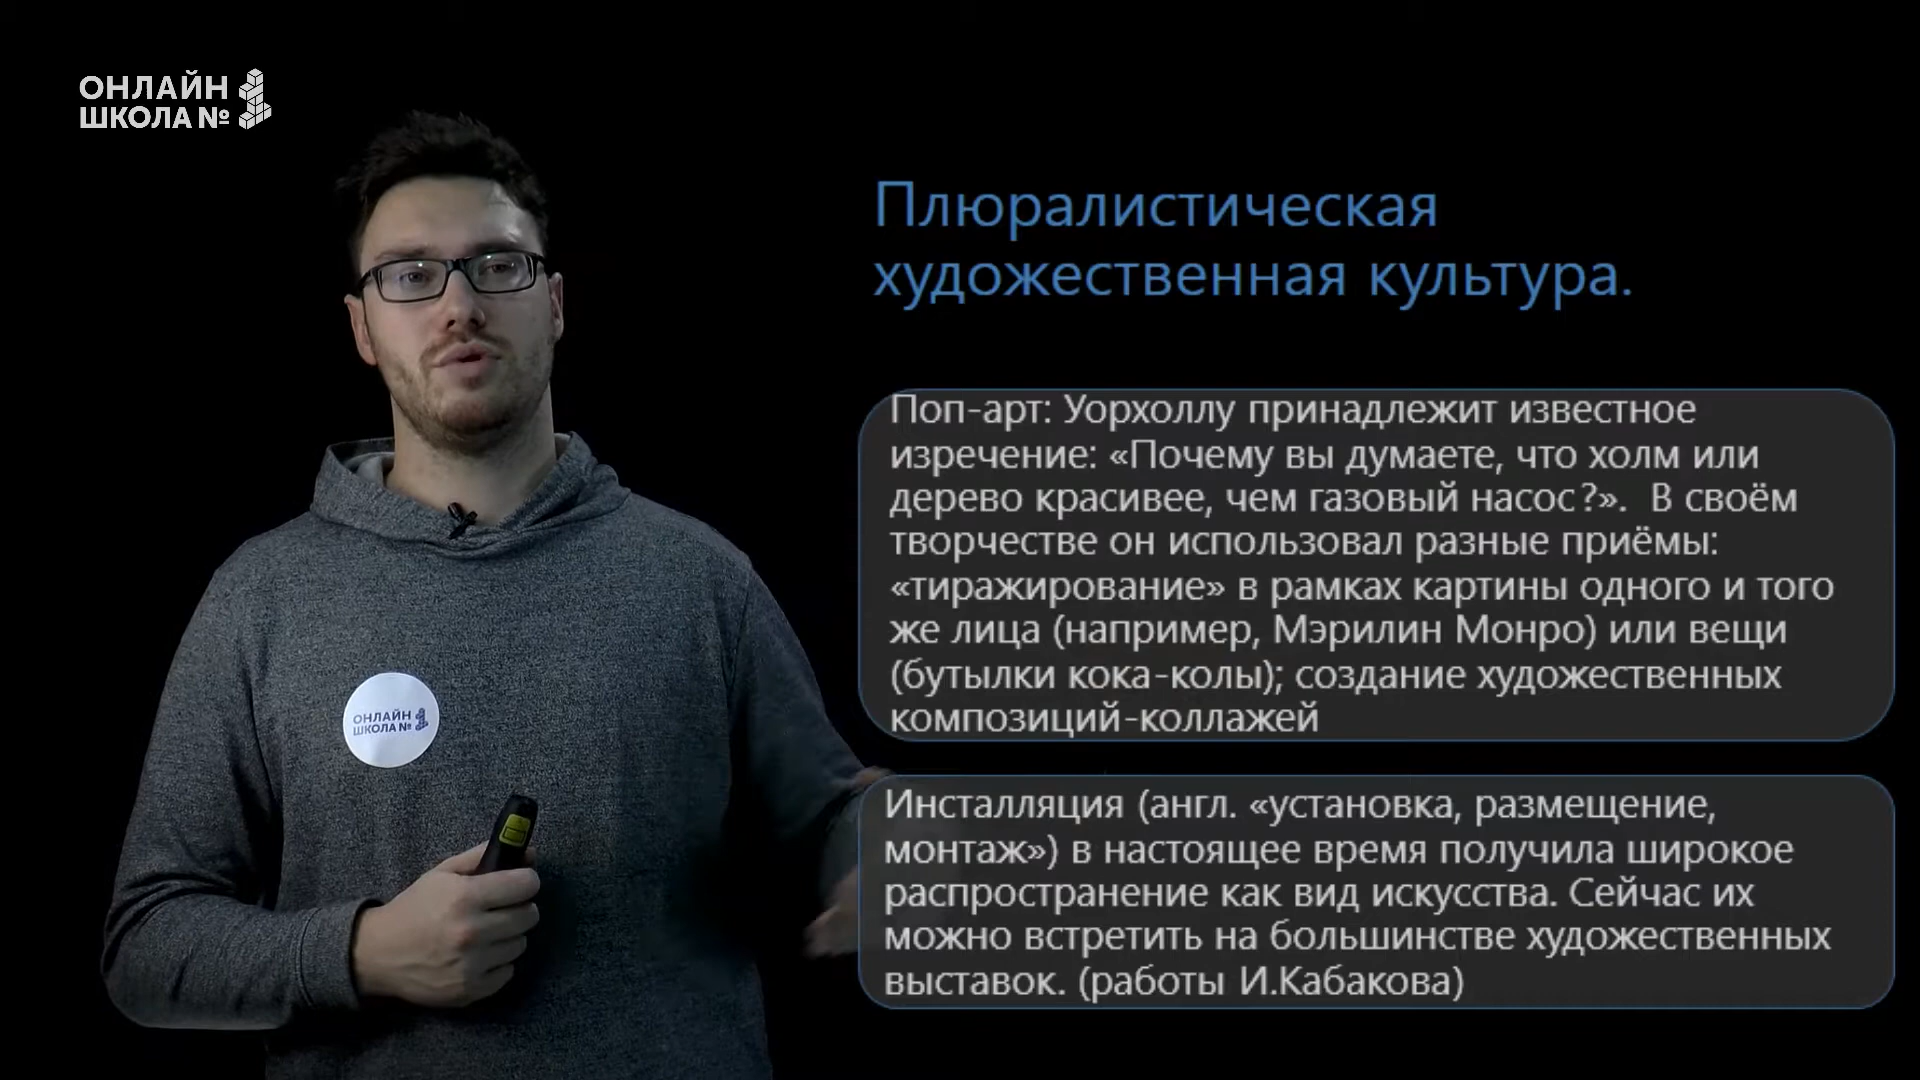 ОНЛАЙН
ШКОЛА №
Плюралистическая
художественная культура.
Поп-арт: Уорхоллу принадлежит известное
изречение: «Почему вы думаете, что холм или
дерево красивее, чем газовый насос?». В своём
творчестве он использовал разные приёмы:
«тиражирование» в рамках картины одного и того
же лица (например, Мэрилин Монро) или вещи
(бутылки кока-колы); создание художественных
композиций-коллажей
ОНЛАЙН
ШКОЛА №
Инсталляция (англ. «установка, размещение,
монтаж») в настоящее время получила широкое
распространение как вид искусства. Сейчас их
можно встретить на большинстве художественных
выставок. (работы И.Кабакова)